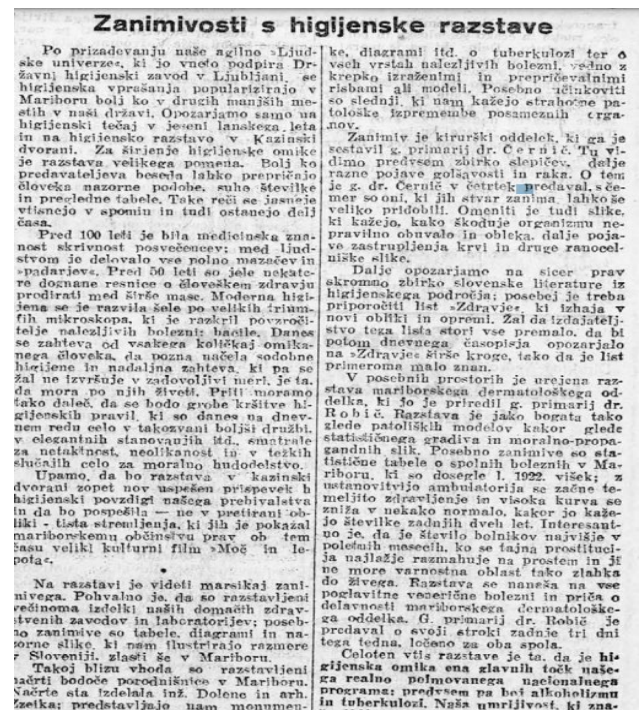 Zanimivosti s higijenske razstave
Po prizadevanju naše agilne »Ljud-
ske univerze«, ki jo vneto podpira Dr-
žavni higijenski zavod v Ljubljani, se
higijenska vprašanja popularizirajo v
Mariboru bolj ko v drugih manjših me-
stih v naši državi. Opozarjamo samo na
higijenski tečaj v jeseni lanskega leta
in na higijensko razstavo v Kazinski
dvorani. Za širjenje higijenske omike
je razstava velikega pomena. Bolj ko
predavateljeva beseda lahko prepričajo
človeka nazorne podobe, suhe številke
in pregledne tabele. Take reči se jasneje
vtisnejo v spomin in tudi ostanejo delj
časa.
Pred 100 leti je bila medicinska zna-
nost skrivnost posvečencev; med ljud-
stvom je delovalo vse polno mazačev in
»padarjev«. Pred 50 leti so jele nekate-
re dognane resnice o človeškem zdravju
prodirati med širše mase. Moderna higi-
jena se je razvila šele po velikih trium-
fih mikroskopa, ki je razkril povzroči-
telje nalezljivih bolezni: bacile. Danes
se zahteva od vsakega količkaj omika-
nega človeka, da pozna načela sodobne
higijene in nadaljna zahteva, ki pa se
žal ne izvršuje v zadovoljivi meri, je ta,
da mora po njih živeti. Priti moramo
tako daleč, da se bodo grobe kršitve hi-
gijenskih pravil, ki so danes na dnev-
nem redu celo v takozvani boljši družbi,
v elegantnih stanovanjih itd., smatrale
za netaktnost, neolikanost in v težkih
slučajih celo za moralno hudodelstvo.
Upamo, da bo razstava v kazinski
dvorani zopet nov uspešen prispevek h
higijenski povzdigi našega prebivalstva
in da bo pospešila — ne v pretirani ob-
liki - tista stremljenja, ki jih je pokazal
mariborskemu občinstvu prav ob tem
času veliki kulturni film »Moč in le-
pota«.
•
Na razstavi je videti marsikaj zani-
mivega. Pohvalno je, da so razstavljeni
večinoma izdelki naših domačih zdrav-
stvenih zavodov in laboratorijev; poseb-
no zanimive so tabele, diagrami in na-
zorne slike, ki nam ilustrirajo razmere
v Sloveniji, zlasti še v Mariboru.
Takoj blizu vhoda so razstavljeni
načrti bodoče porodnišnice v Mariboru.
Načrte sta izdelala inž. Dolenc in arh.
Czeike; predstavljajo nam monumen-
ke, diagrami itd. o tuberkulozi ter o
vseh vrstah nalezljivih bolezni, vedno z
krepko izraženimi in prepričevalnimi
risbami ali modeli. Posebno učinkoviti
so slednji, ki nam kažejo strahotne pa-
tološke izpremembe posameznih orga-
nov.
Zanimiv je kirurški oddelek, ki ga je
sestavil g. primarij dr. Černič. Tu vi-
dimo predvsem zbirko slepičev, dalje
razne pojave golšavosti in raka. O tem
je g. dr. Černič v četrtek predaval, s če-
mer so oni, ki jih stvar zanima, lahko še
veliko pridobili. Omeniti je tudi slike,
ki kažejo, kako škoduje organizmu ne-
pravilno obuvalo in obleka, dalje poja-
ve zastrupljenja krvi in druge ranocel-
niške slike.
Dalje opozarjamo na sicer prav
skromno zbirko slovenske literature iz
higijenskega področja; posebej je treba
priporočiti list »Zdravje«, ki izhaja v
novi obliki in opremi. Žal da izdajatelj-
stvo tega lista stori vse premalo, da bi
potom dnevnega časopisja opozarjalo
na »Zdravje« širše kroge, tako da je list
primeroma malo znan.
V posebnih prostorih je urejena raz-
stava mariborskega dermatološkega od-
delka, ki jo je priredil g. primarij dr.
Robič. Razstava je jako bogata tako
glede patoliških modelov kakor glede
statističnega gradiva in moralno-propa-
gandnih slik. Posebno zanimive so sta-
tistične tabele o spolnih boleznih v Ma-
riboru, ki so dosegle l. 1922. višek; z
ustanovitvijo ambulatorija se začne te-
meljito zdravljenje in visoka kurva se
zniža v nekako normalo, kakor jo kaže-
jo številke zadnjih dveh let. Interesant-
no je, da je število bolnikov najvišje v
poletnih mesecih, ko se tajna prostituci-
ja najlažje razmahuje na prostem in ji
ne more varnostna oblast tako zlahka
do živega. Razstava se nanaša na vse
poglavitne venerične bolezni in priča o
delavnosti mariborskega dermatološke-
ga oddelka. G. primarij dr. Robič je
predaval o svoji stroki zadnje tri dni
tega tedna, ločeno za oba spola.
Celoten vtis razstave je ta, da je hi-
gijenska omika ena glavnih točk naše-
ga realno pojmovanega nacionalnega
programa; predvsem pa boj alkoholizmu
in tuberkulozi. Naša umrljivost, ki zna-